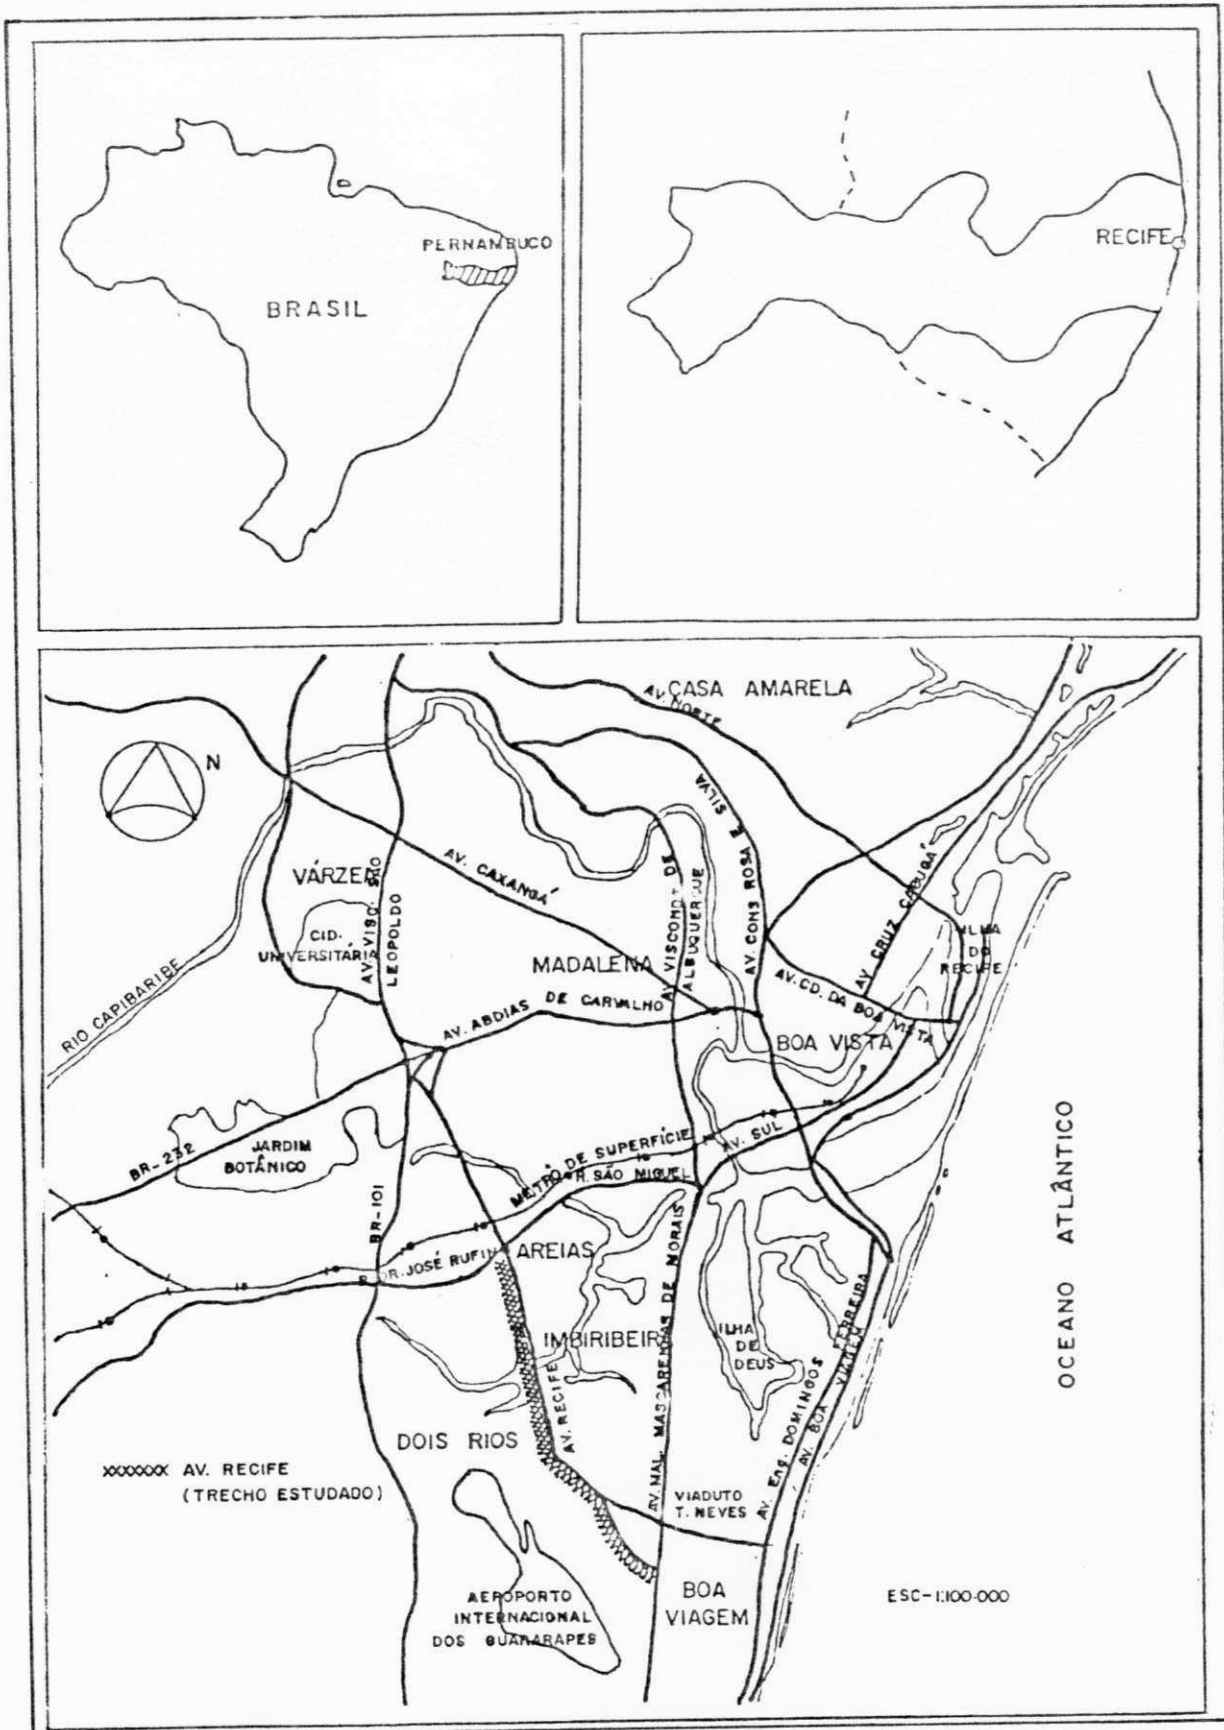 PERNAMBUCO
BRASIL
RECIFE
AV. NORTE
CASA AMARELA
N
VÁRZEA
AV. VISC. SÃO
LEOPOLDO
CID.
UNIVERSITÁRIA
AV. CAXANGÁ
RIO CAPIBARIBE
MADALENA
AV. VISCONDE DE
ALBUQUERQUE
AV. CONS ROSA E SILVA
AV CRUZ CABUGÁ
ILHA
DO
RECIFE
AV. CD. DA BOA VISTA
AV. ABDIAS DE CARVALHO
BOA VISTA
BR-232
JARDIM
BOTÂNICO
BR-101
METRÔ DE SUPERFÍCIE
AV. SUL
R. SÃO MIGUEL
R. DR. JOSÉ RUFIN
AREIAS
IMBIRIBEIR
AV. RECIFE
AV. MAL. MASCARENHAS DE MORAIS
ILHA
DE
DEUS
AV. Eng. DOMINGOS FERREIRA
AV. BOA VIAGEM
OCEANO ATLÂNTICO
DOIS RIOS
XXXXXXX AV. RECIFE
(TRECHO ESTUDADO)
VIADUTO
T. NEVES
AEROPORTO
INTERNACIONAL
DOS GUARARAPES
BOA
VIAGEM
ESC-1:100.000